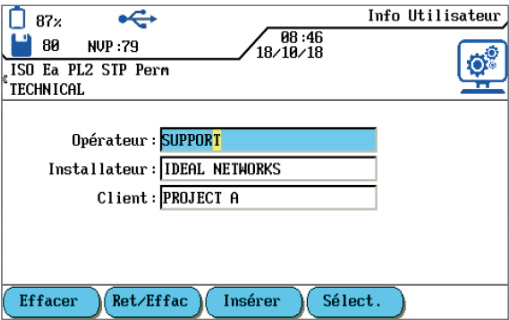 87% Info Utilisateur
80 NVP:79 08:46
18/10/18
ISO Ea PL2 STP Perm
TECHNICAL
Opérateur: SUPPORT
Installateur: IDEAL NETWORKS
Client: PROJECT A
Effacer Ret/Effac Insérer Sélect.